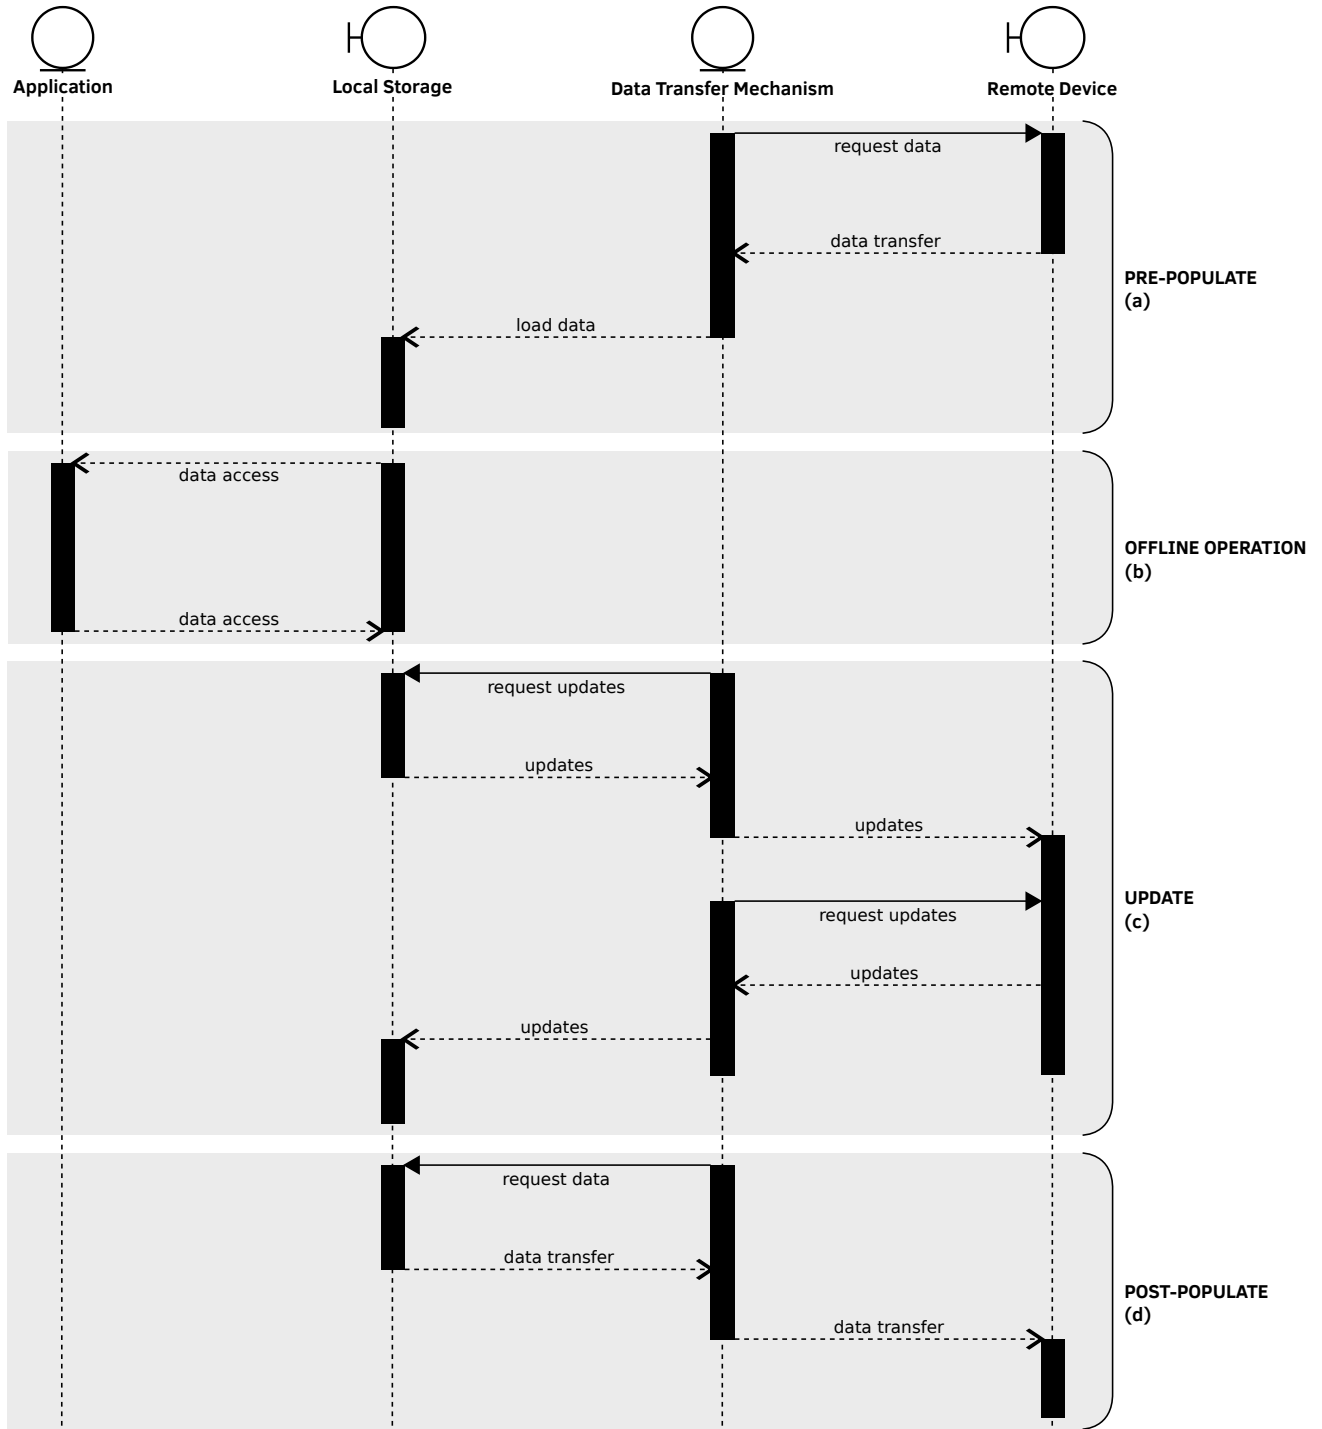 Application
Local Storage
Data Transfer Mechanism
Remote Device
request data
data transfer
load data
PRE-POPULATE
(a)
data access
data access
OFFLINE OPERATION
(b)
request updates
updates
updates
request updates
updates
updates
UPDATE
(c)
request data
data transfer
data transfer
POST-POPULATE
(d)